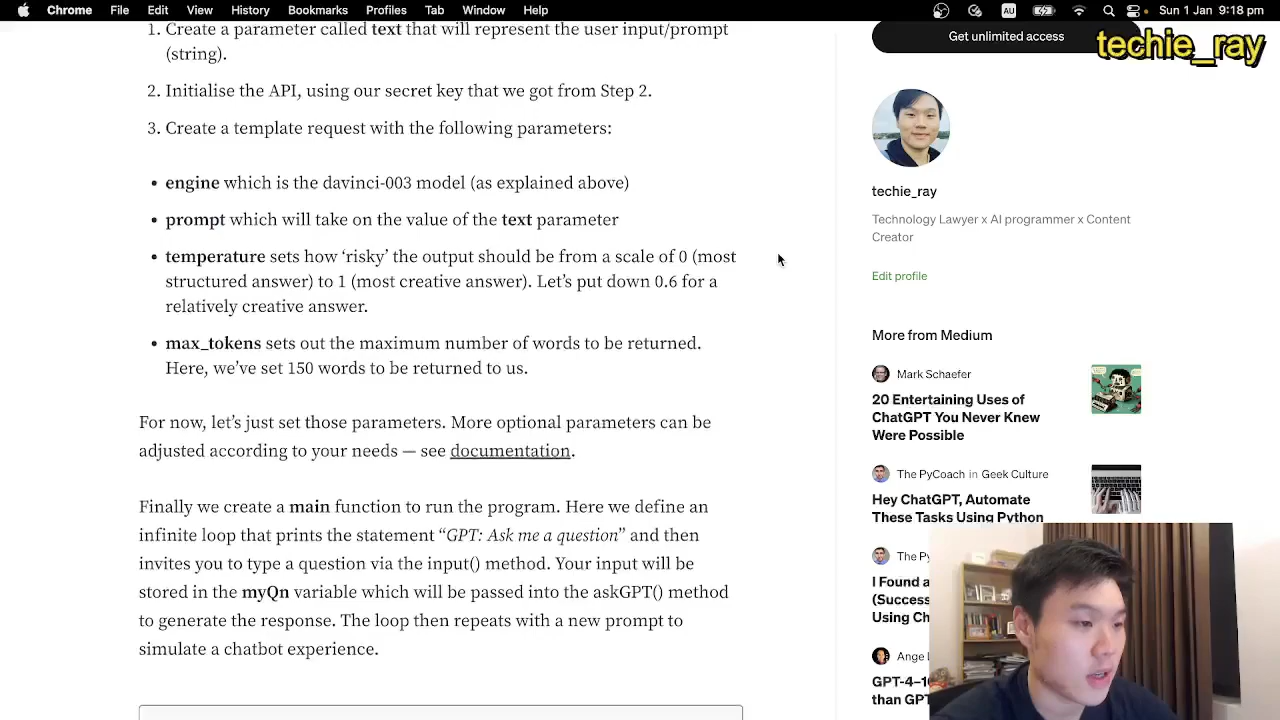 Chrome File Edit View History Bookmarks Profiles Tab Window Help AU Sun 1 Jan 9:18 pm
1. Create a parameter called text that will represent the user input/prompt
(string).
2. Initialise the API, using our secret key that we got from Step 2.
3. Create a template request with the following parameters:
• engine which is the davinci-003 model (as explained above)
• prompt which will take on the value of the text parameter
• temperature sets how ‘risky’ the output should be from a scale of 0 (most
structured answer) to 1 (most creative answer). Let’s put down 0.6 for a
relatively creative answer.
• max_tokens sets out the maximum number of words to be returned.
Here, we’ve set 150 words to be returned to us.
For now, let’s just set those parameters. More optional parameters can be
adjusted according to your needs — see documentation.
Finally we create a main function to run the program. Here we define an
infinite loop that prints the statement “GPT: Ask me a question” and then
invites you to type a question via the input() method. Your input will be
stored in the myQn variable which will be passed into the askGPT() method
to generate the response. The loop then repeats with a new prompt to
simulate a chatbot experience.
Get unlimited access
techie_ray
techie_ray
Technology Lawyer x AI programmer x Content
Creator
Edit profile
More from Medium
Mark Schaefer
20 Entertaining Uses of
ChatGPT You Never Knew
Were Possible
The PyCoach in Geek Culture
Hey ChatGPT, Automate
These Tasks Using Python
The Py
I Found a
(Success
Using Ch
Ange
GPT-4–1
than GPT